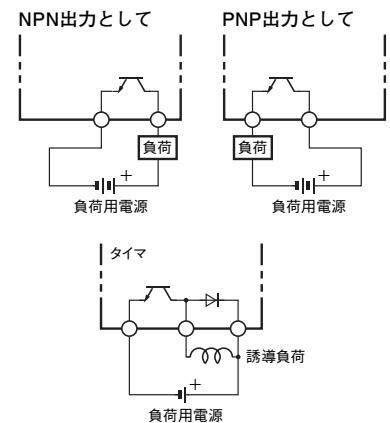 NPN出力として
PNP出力として
負荷
負荷
+
+
負荷用電源
負荷用電源
タイマ
誘導負荷
+
負荷用電源